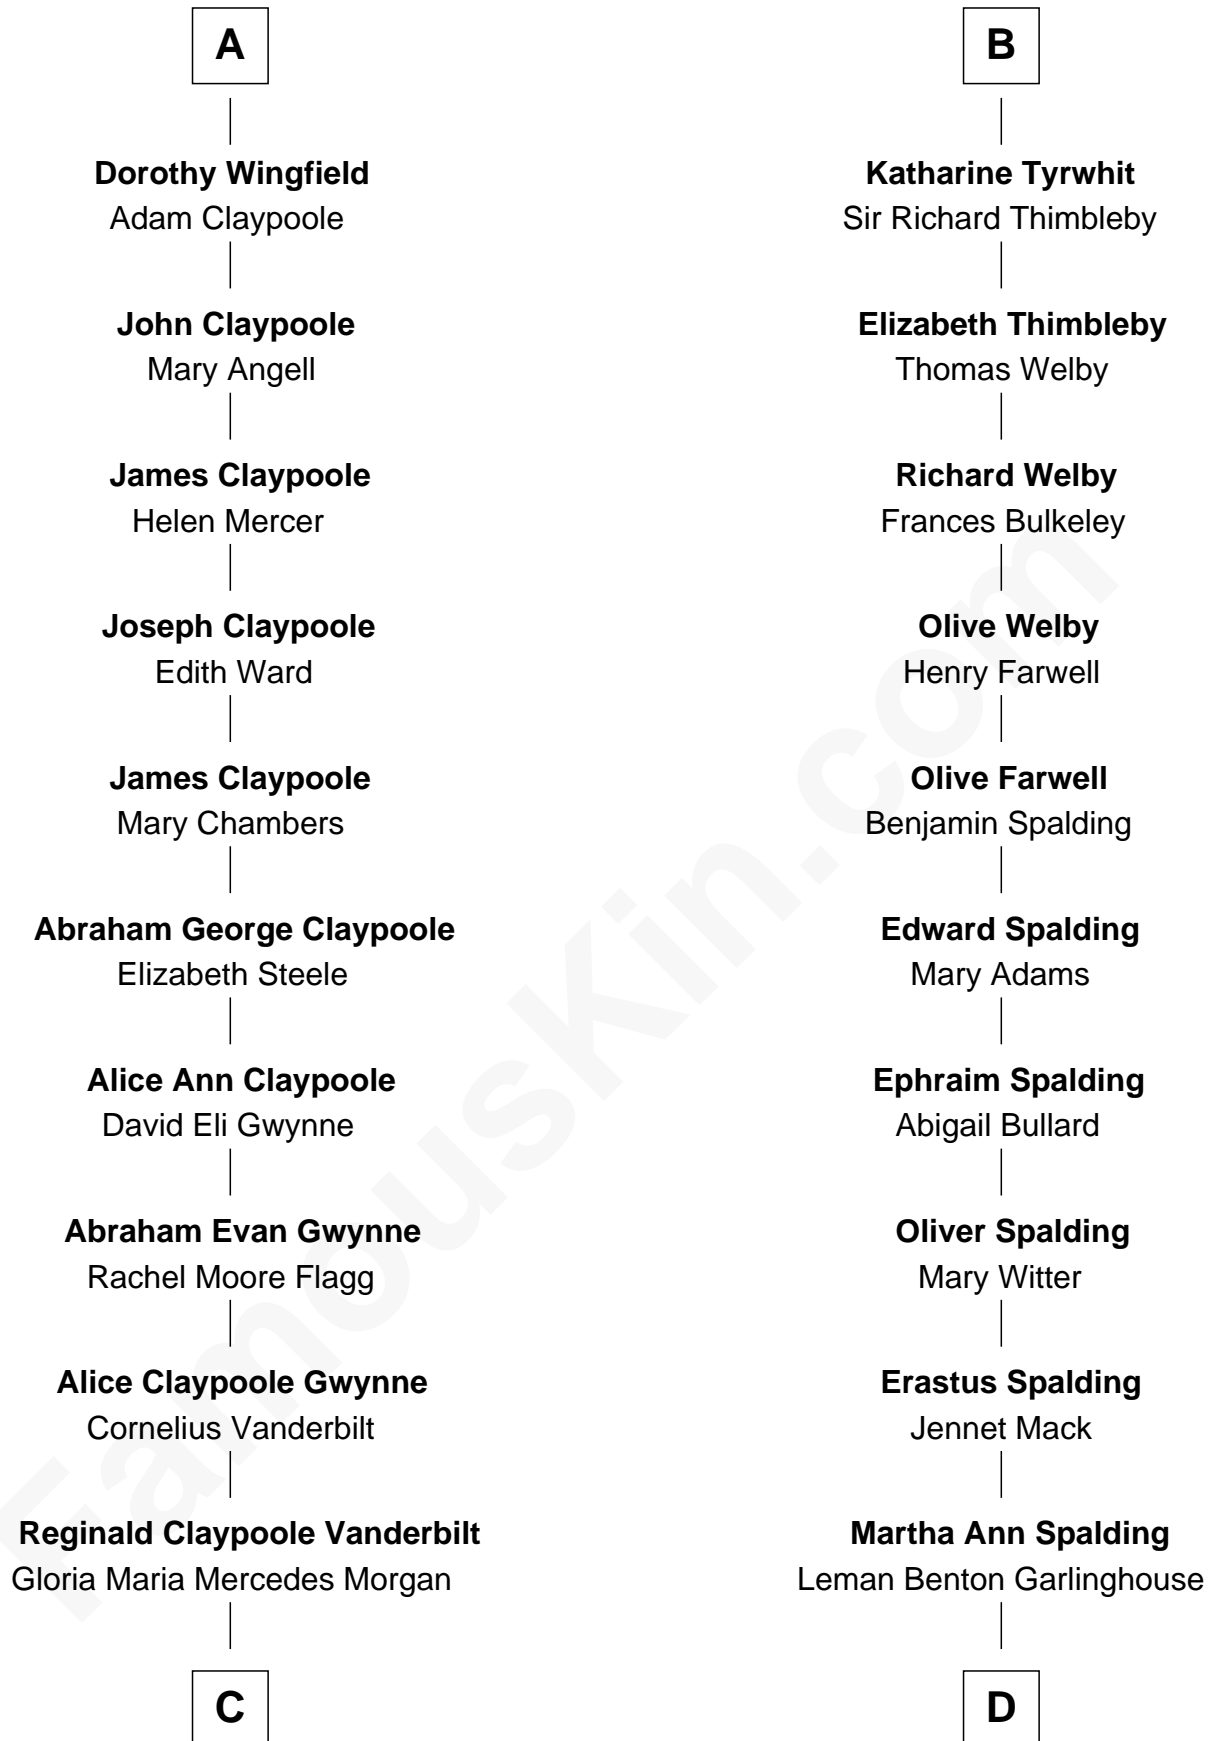 A
Dorothy Wingfield
Adam Claypoole
John Claypoole
Mary Angell
James Claypoole
Helen Mercer
Joseph Claypoole
Edith Ward
James Claypoole
Mary Chambers
Abraham George Claypoole
Elizabeth Steele
Alice Ann Claypoole
David Eli Gwynne
Abraham Evan Gwynne
Rachel Moore Flagg
Alice Claypoole Gwynne
Cornelius Vanderbilt
Reginald Claypoole Vanderbilt
Gloria Maria Mercedes Morgan
C
B
Katharine Tyrwhit
Sir Richard Thimbleby
Elizabeth Thimbleby
Thomas Welby
Richard Welby
Frances Bulkeley
Olive Welby
Henry Farwell
Olive Farwell
Benjamin Spalding
Edward Spalding
Mary Adams
Ephraim Spalding
Abigail Bullard
Oliver Spalding
Mary Witter
Erastus Spalding
Jennet Mack
Martha Ann Spalding
Leman Benton Garlinghouse
D
FamousKin.com